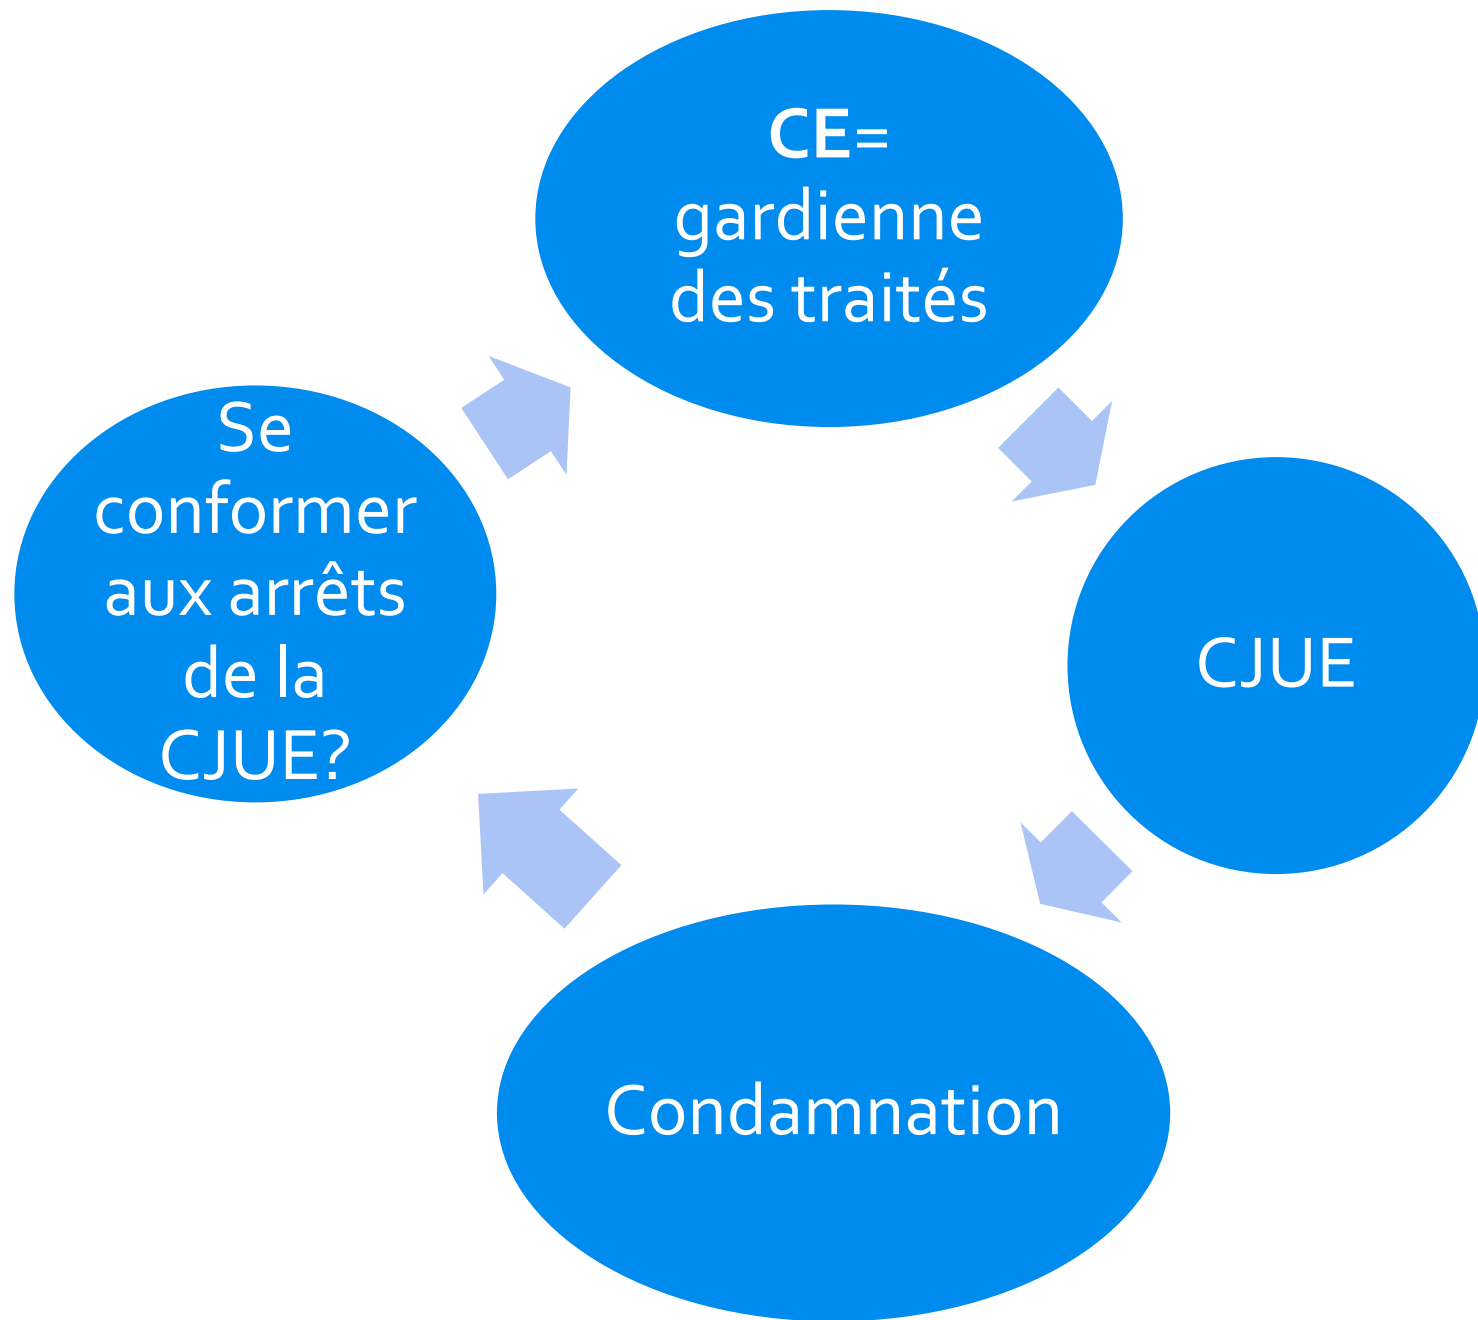 CE=
gardienne
des traités
Se
conformer
aux arrêts
de la
CJUE?
CJUE
Condamnation